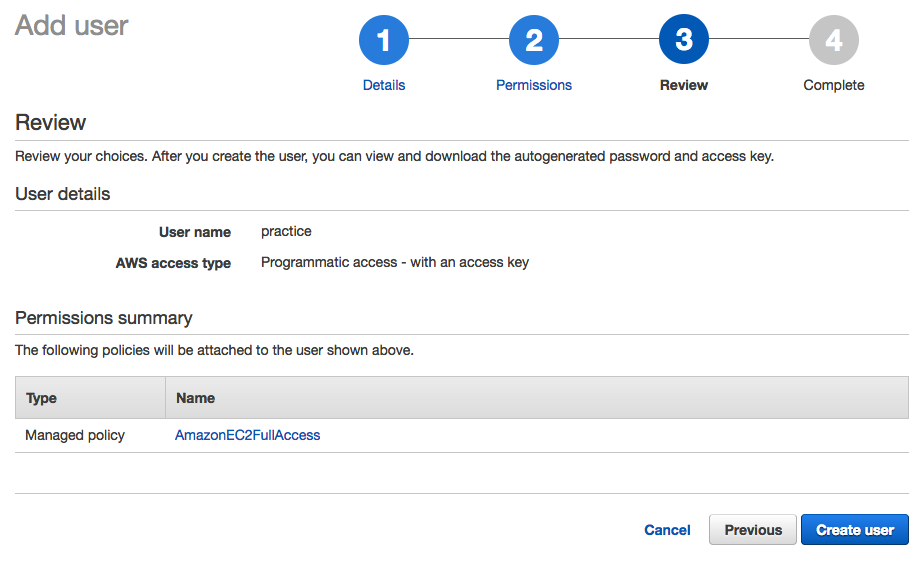 Add user
1 2 3 4
Details Permissions Review Complete
Review
Review your choices. After you create the user, you can view and download the autogenerated password and access key.
User details
User name practice
AWS access type Programmatic access - with an access key
Permissions summary
The following policies will be attached to the user shown above.
Type Name
Managed policy AmazonEC2FullAccess
Cancel Previous Create user